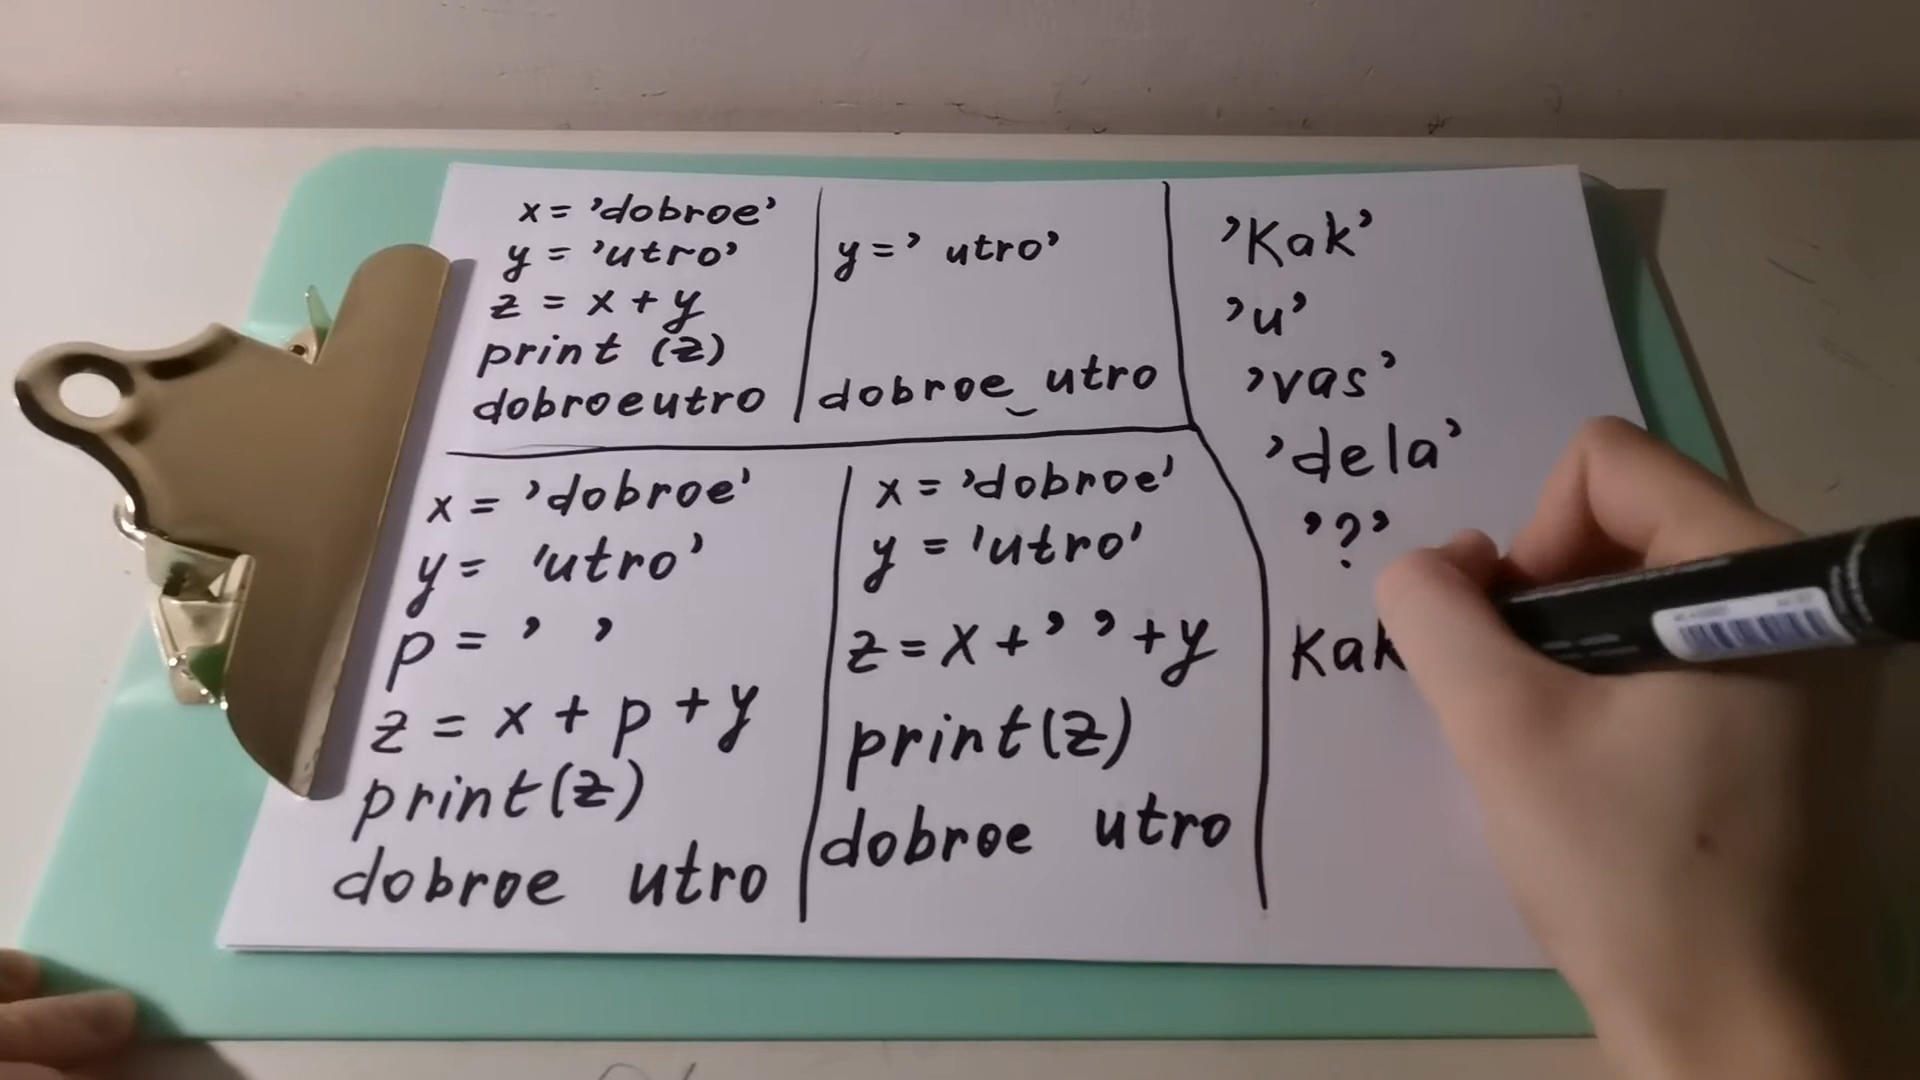 x = 'dobroe'
y = 'utro'
z = x + y
print (z)
dobroeutro
y = ' utro'
dobroe utro
x = 'dobroe'
y = 'utro'
p = ' '
z = x + p + y
print(z)
dobroe utro
x = 'dobroe'
y = 'utro'
z = x + ' ' + y
print(z)
dobroe utro
'Kak'
'u'
'vas'
'dela'
'?'
Kak